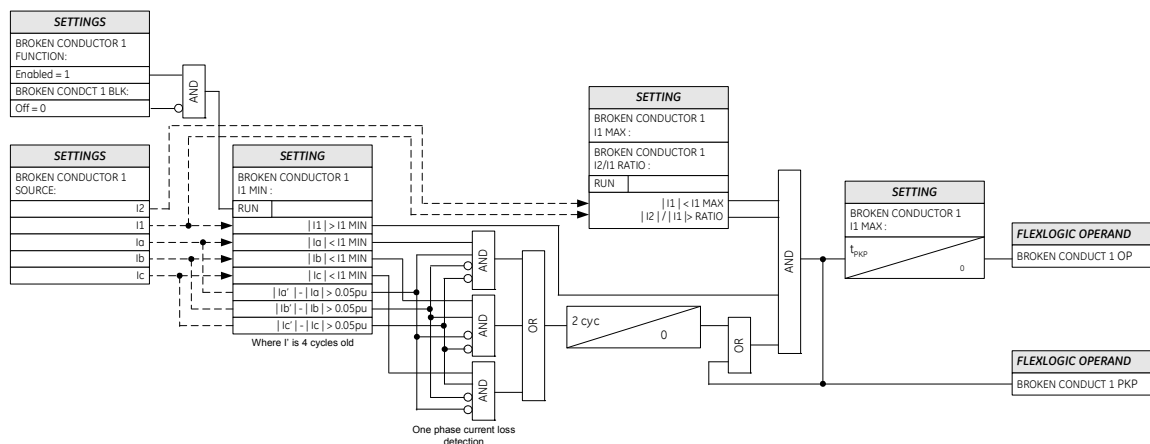 SETTINGS
BROKEN CONDUCTOR 1
FUNCTION:
Enabled = 1
BROKEN CONDCT 1 BLK:
Off = 0
AND
SETTINGS
BROKEN CONDUCTOR 1
SOURCE:
I2
I1
Ia
Ib
Ic
SETTING
BROKEN CONDUCTOR 1
I1 MIN :
RUN
| I1 | > I1 MIN
| Ia | < I1 MIN
| Ib | < I1 MIN
| Ic | < I1 MIN
| Ia' | - | Ia | > 0.05pu
| Ib' | - | Ib | > 0.05pu
| Ic' | - | Ic | > 0.05pu
Where I' is 4 cycles old
AND
AND
AND
One phase current loss
detection
OR
2 cyc
0
OR
SETTING
BROKEN CONDUCTOR 1
I1 MAX :
BROKEN CONDUCTOR 1
I2/I1 RATIO:
RUN
| I1 | < I1 MAX
| I2 | / | I1 | > RATIO
AND
SETTING
BROKEN CONDUCTOR 1
I1 MAX :
tPKP
0
FLEXLOGIC OPERAND
BROKEN CONDUCT 1 OP
FLEXLOGIC OPERAND
BROKEN CONDUCT 1 PKP